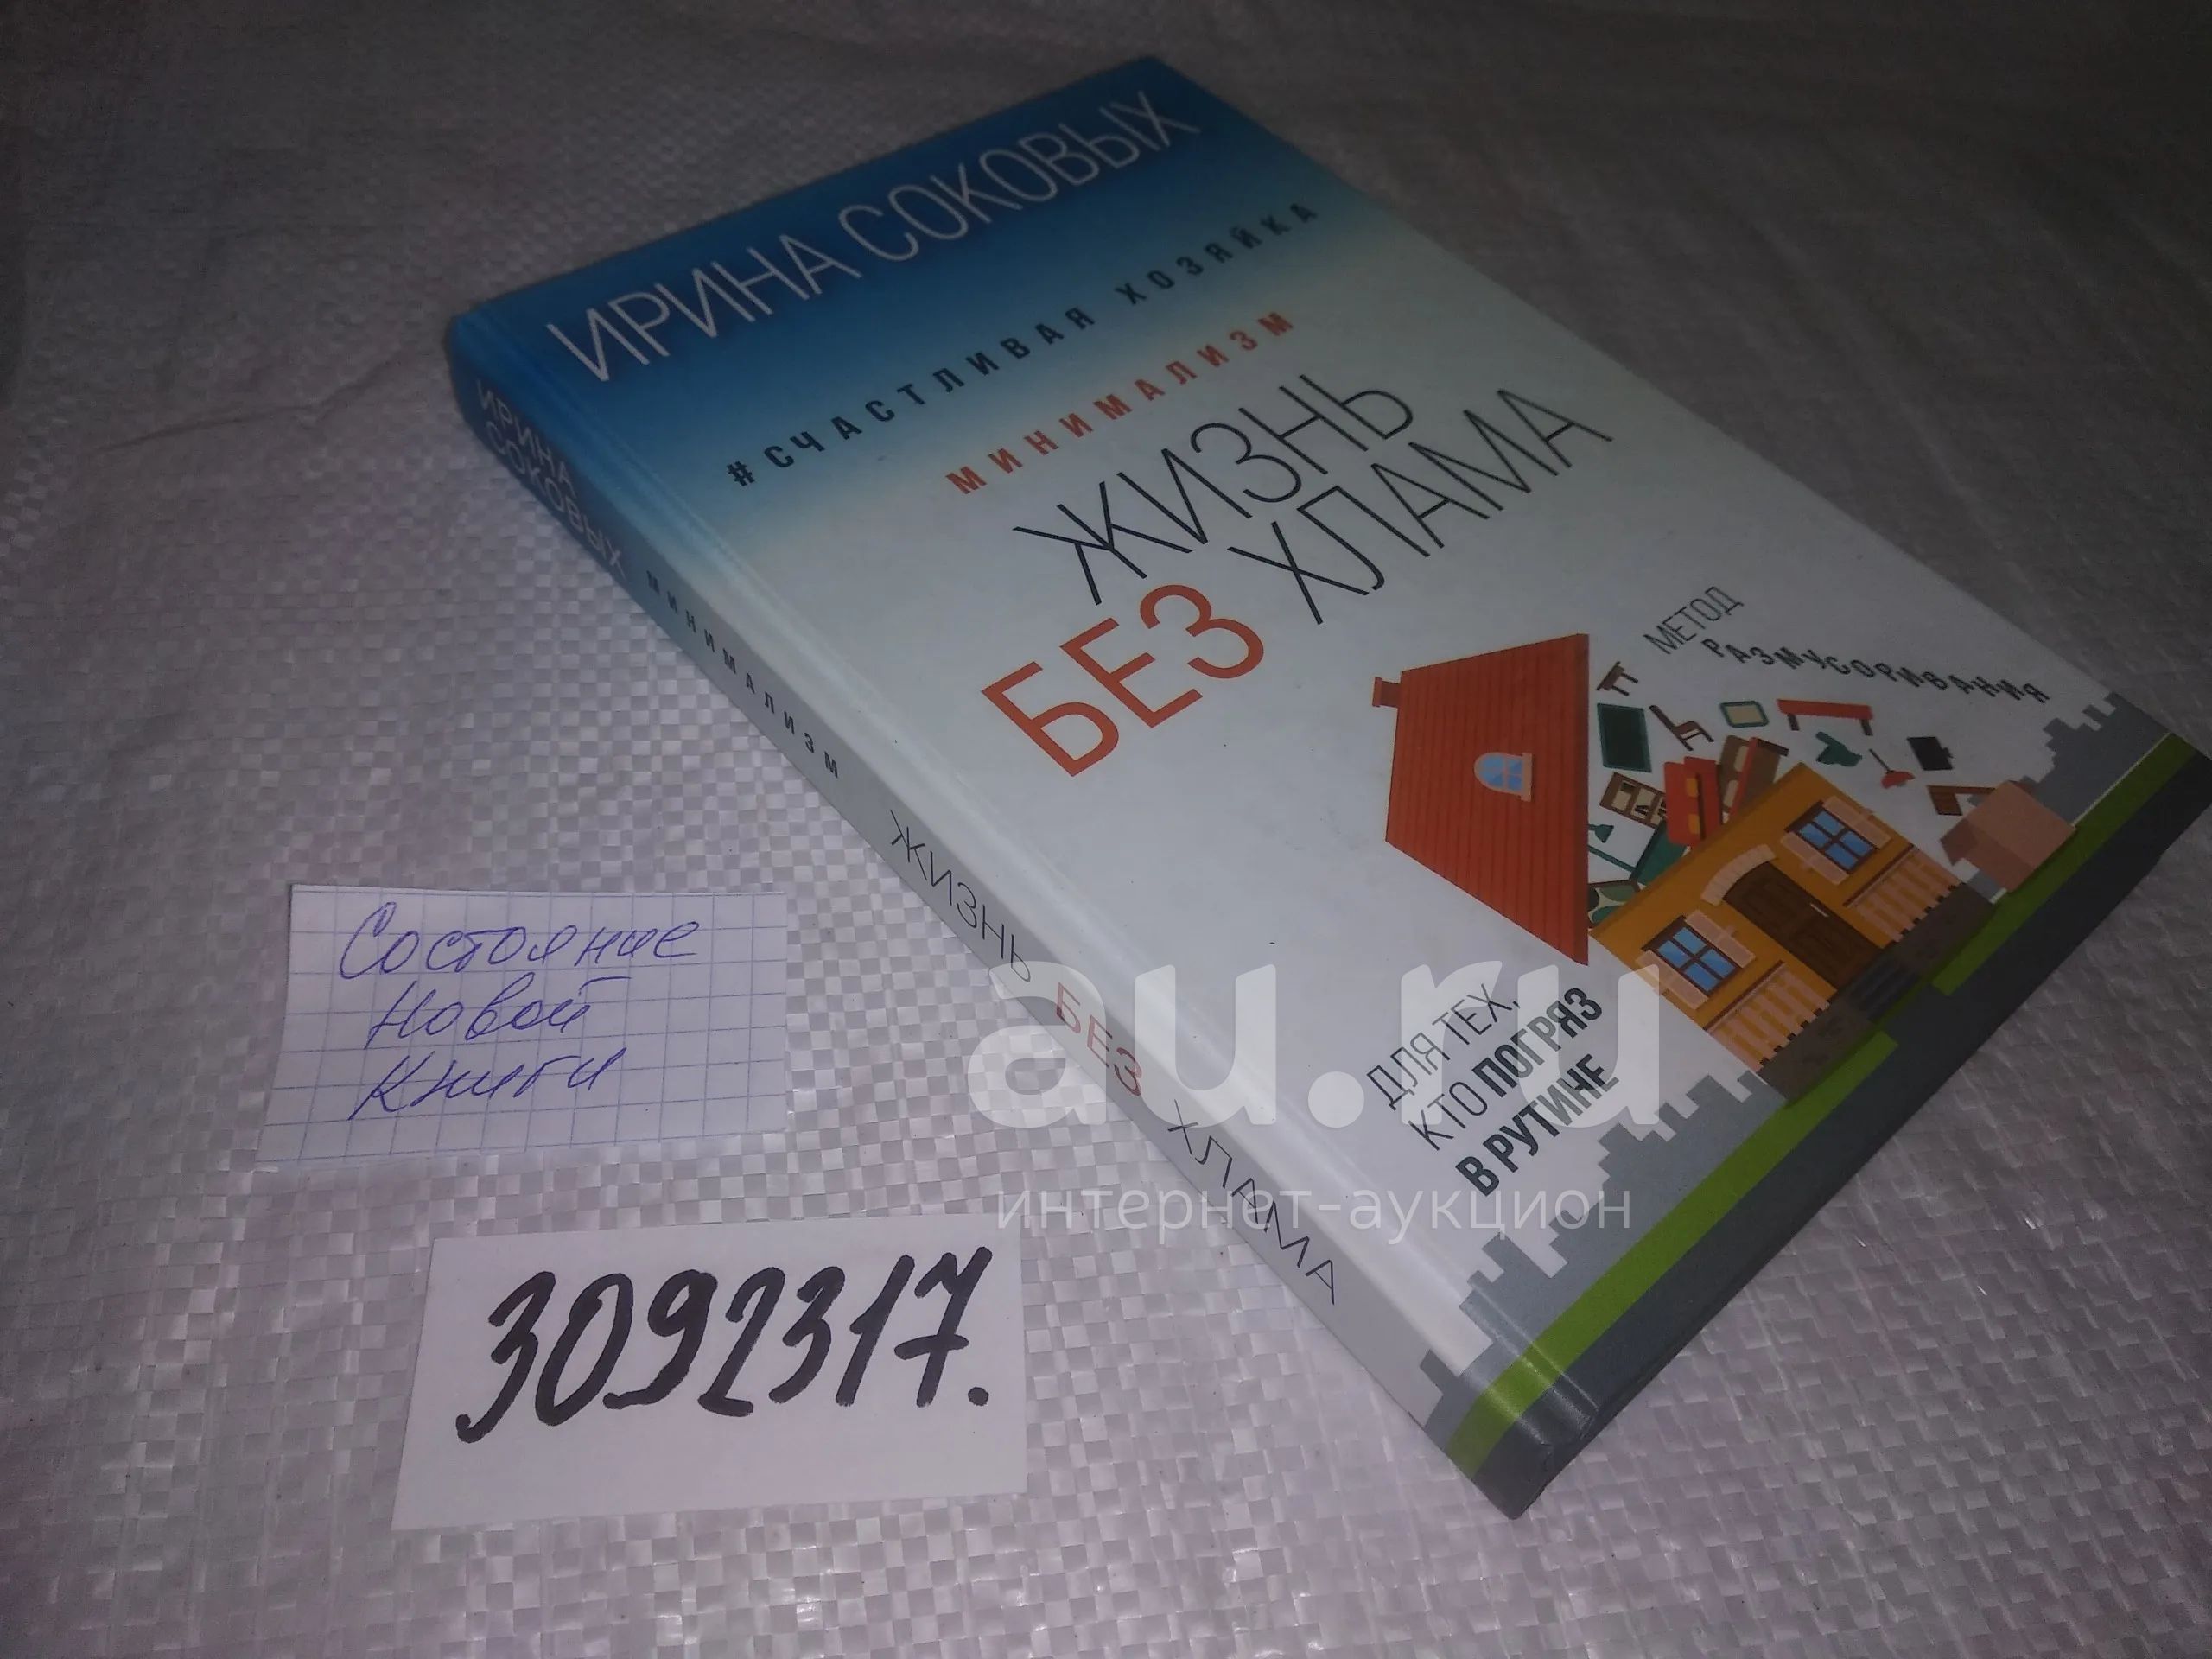 ИРИНА СОКОВЫХ
#СЧАСТЛИВАЯ ХОЗЯЙКА
МИНИМАЛИЗМ
ЖИЗНЬ
БЕЗ ХЛАМА
МЕТОД
РАЗМУСОРИВАНИЯ
ДЛЯ ТЕХ,
КТО ПОГРЯЗ
В РУТИНЕ
ИРИНА
СОКОВЫХ
МИНИМАЛИЗМ ЖИЗНЬ БЕЗ ХЛАМА
Состояние
новой
книги
3092317.
au.ru
интернет-аукцион